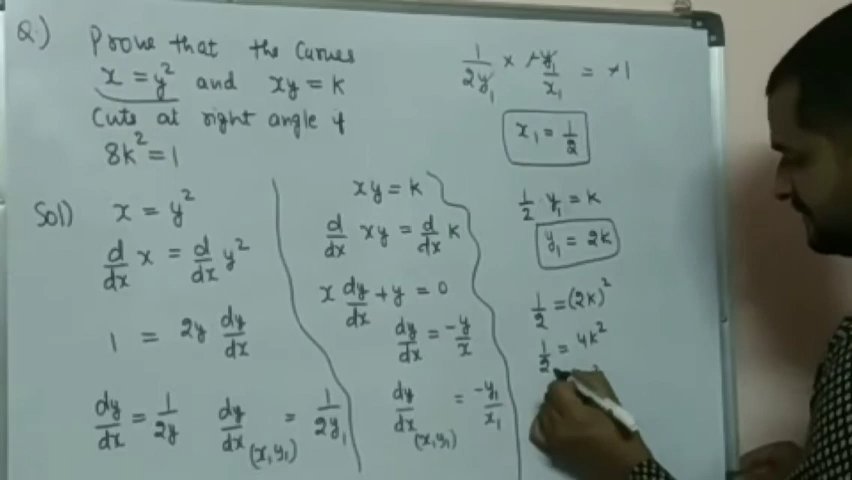 Q) Prove that the curves
x = y² and xy = k
Cuts at right angle if
8k² = 1
Sol) x = y²
d/dx x = d/dx y²
1 = 2y dy/dx
dy/dx = 1/2y dy/dx (x, y₁) = 1/2y₁
xy = k
d/dx xy = d/dx k
x dy/dx + y = 0
dy/dx = -y/x
dy/dx (x, y₁) = -y₁/x₁
1/2y₁ × -y₁/x₁ = -1
x₁ = 1/2
1/2 y₁ = k
y₁ = 2k
1/2 = (2k)²
1/2 = 4k²